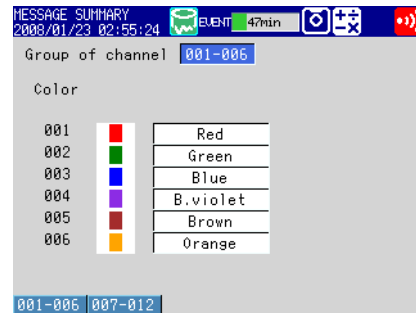 MESSAGE SUMMARY
2008/01/23 02:55:24 EVENT 47min
Group of channel 001-006
Color
001 Red
002 Green
003 Blue
004 B.violet
005 Brown
006 Orange
001-006 007-012